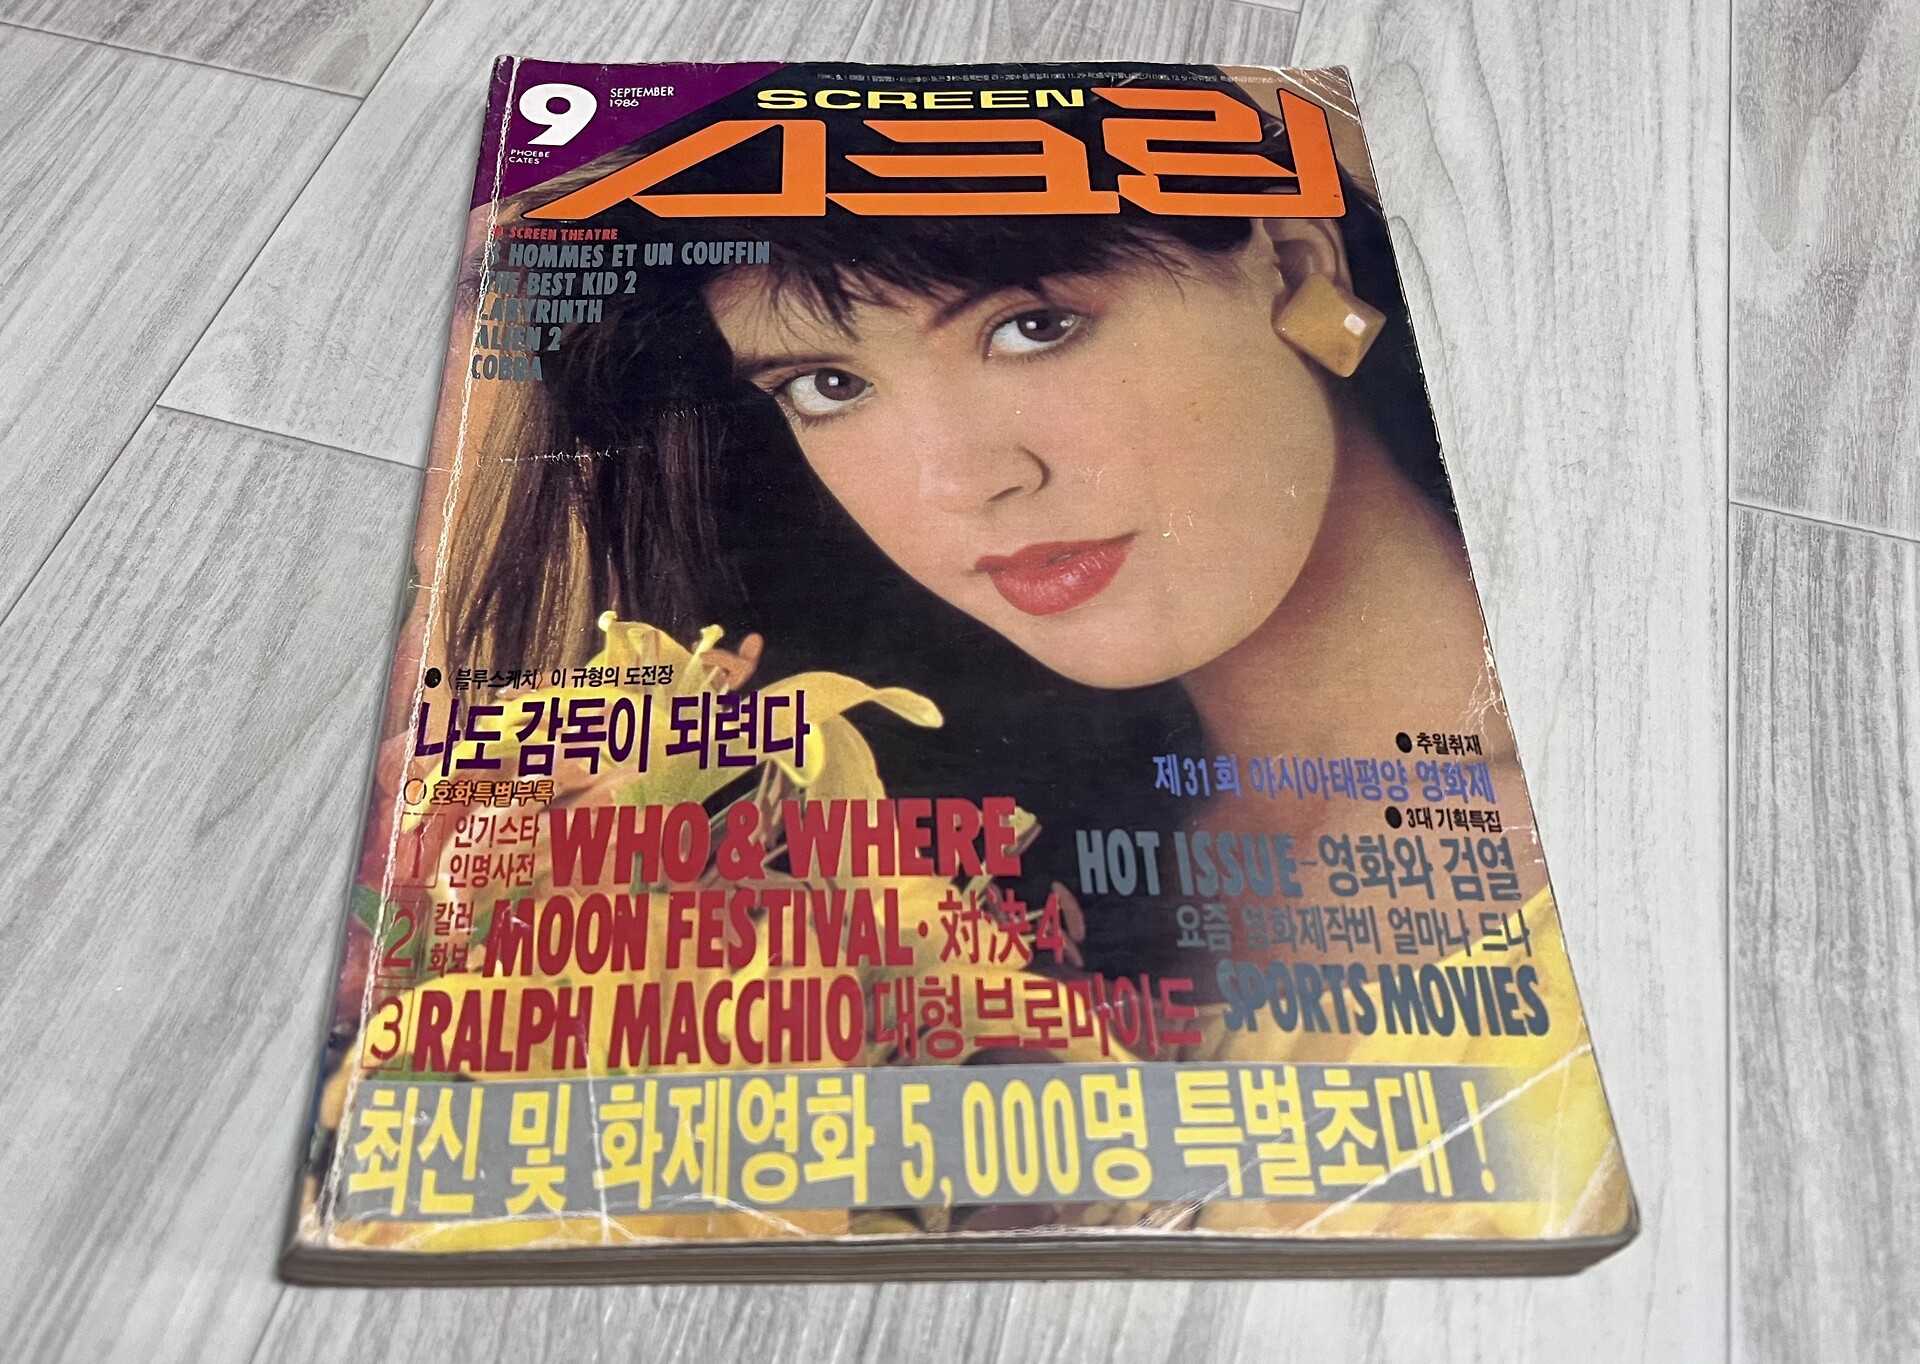 9
SEPTEMBER
1986
PHOEBE
CATES
SCREEN
스크린
SCREEN THEATRE
3 HOMMES ET UN COUFFIN
THE BEST KID 2
LABYRINTH
ALIEN 2
COBRA
●〈블루스케치〉이 규형의 도전장
나도 감독이 되련다
●호화특별부록
1 인기스타 인명사전 WHO & WHERE
2 칼러 화보 MOON FESTIVAL・対決4
3 RALPH MACCHIO 대형 브로마이드
●추월취재
제31회 아시아태평양 영화제
●3대 기획특집
HOT ISSUE-영화와 검열
요즘 영화제작비 얼마나 드나
SPORTS MOVIES
최신 및 화제영화 5,000명 특별초대!